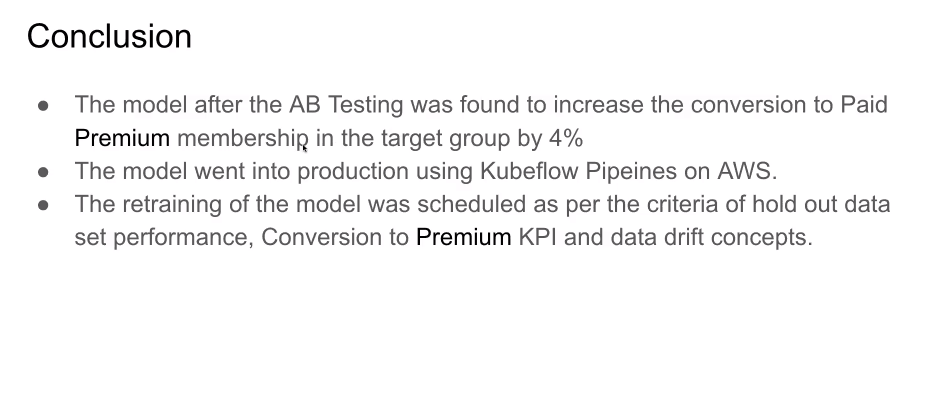 Conclusion
● The model after the AB Testing was found to increase the conversion to Paid
Premium membership in the target group by 4%
● The model went into production using Kubeflow Pipeines on AWS.
● The retraining of the model was scheduled as per the criteria of hold out data
set performance, Conversion to Premium KPI and data drift concepts.